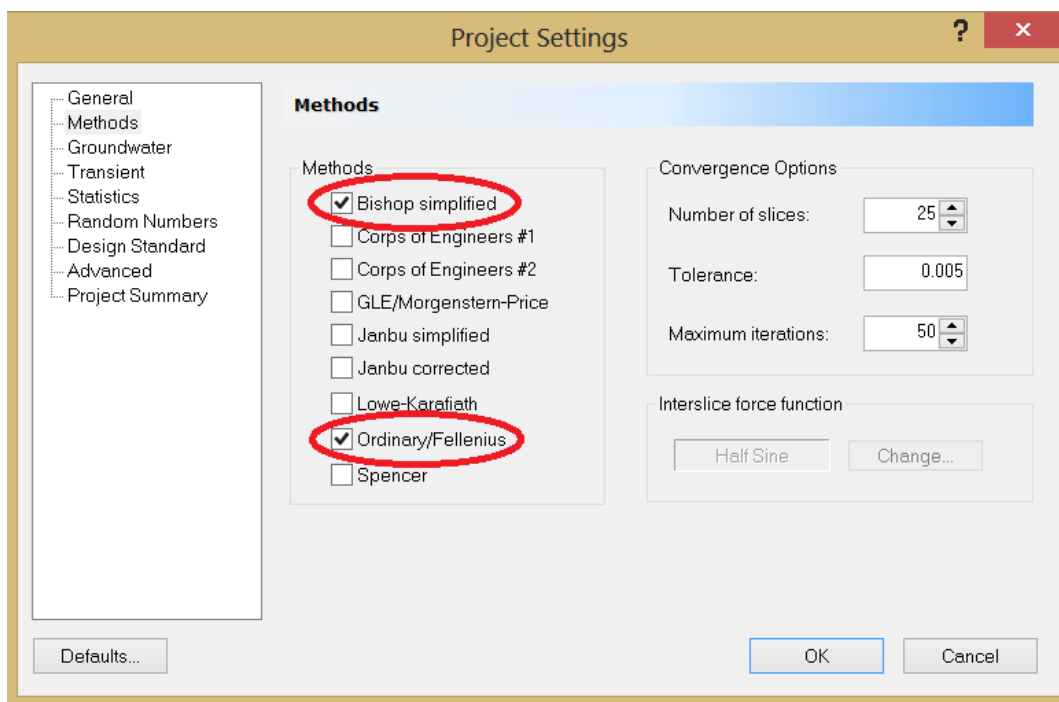 Project Settings
?
×
General
Methods
Groundwater
Transient
Statistics
Random Numbers
Design Standard
Advanced
Project Summary
Methods
Methods
Bishop simplified
Corps of Engineers #1
Corps of Engineers #2
GLE/Morgenstern-Price
Janbu simplified
Janbu corrected
Lowe-Karafiath
Ordinary/Fellenius
Spencer
Convergence Options
Number of slices: 25
Tolerance: 0.005
Maximum iterations: 50
Interslice force function
Half Sine Change...
Defaults... OK Cancel